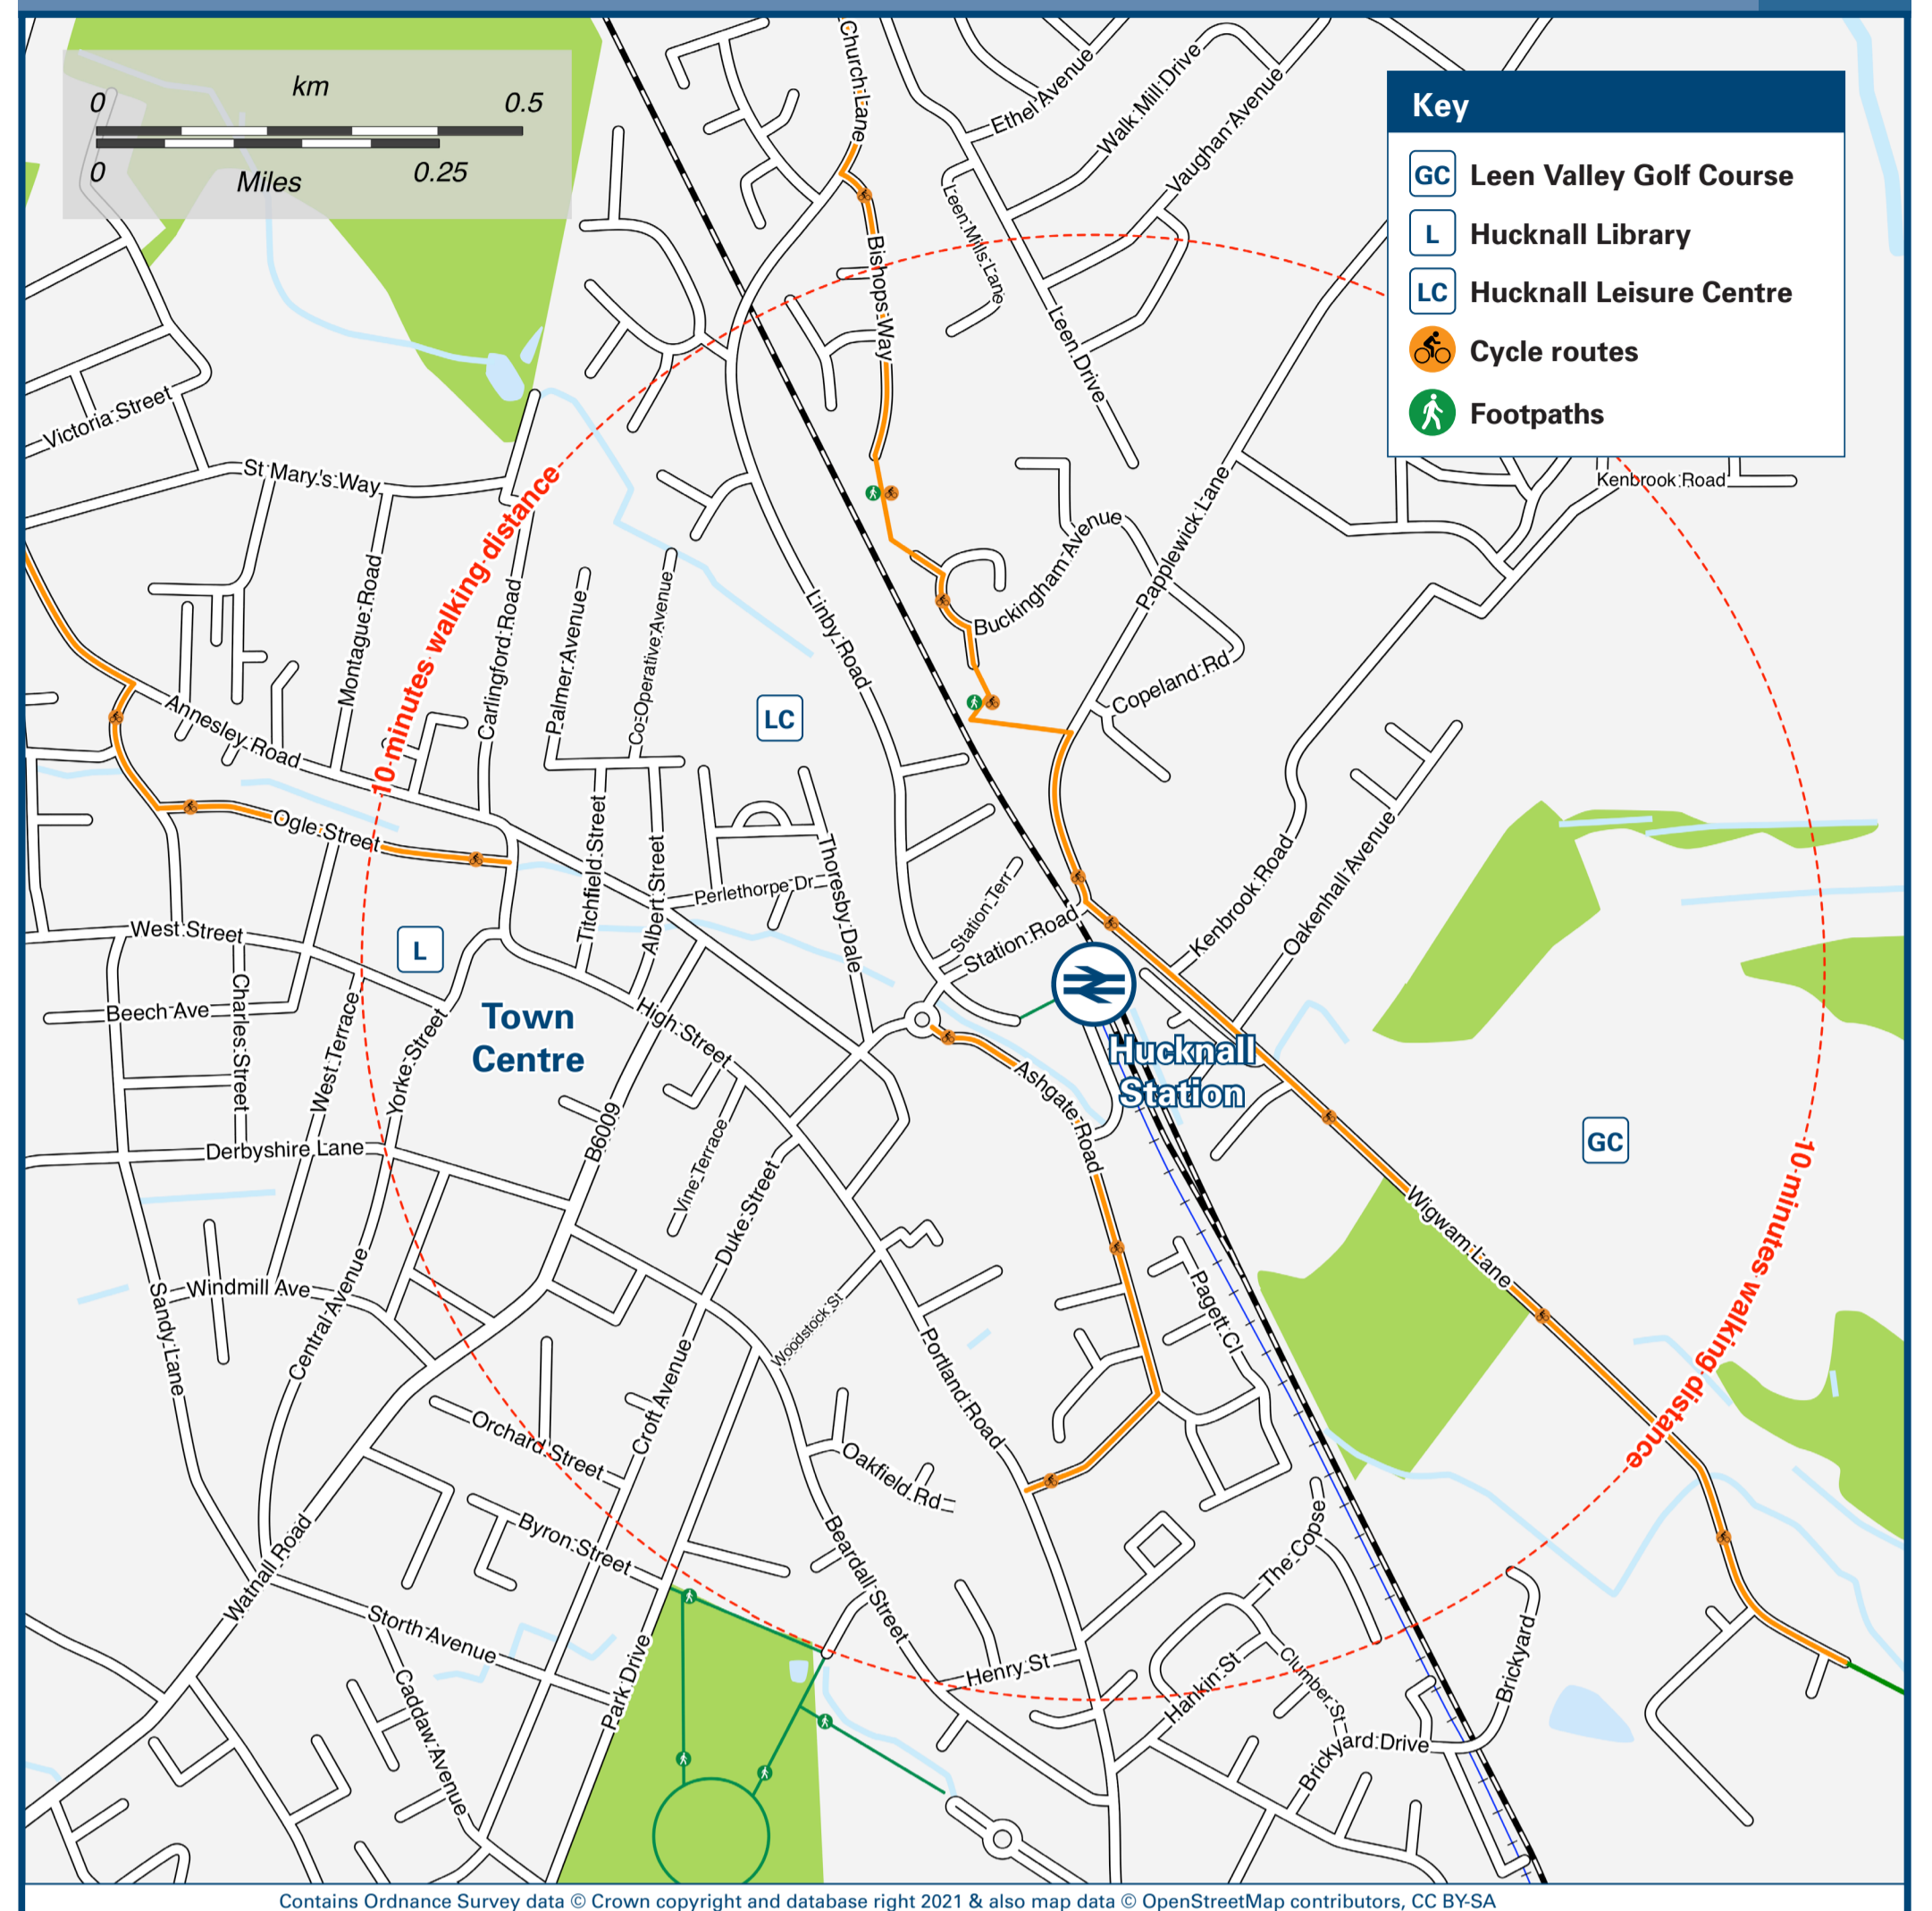 km
0
0.5
0
Miles
0.25
Key
GC Leen Valley Golf Course
L Hucknall Library
LC Hucknall Leisure Centre
Cycle routes
Footpaths
Church Lane
Ethel Avenue
Walk Mill Drive
Vaughan Avenue
Leen Mills Lane
Bishops Way
Leen Drive
Victoria Street
St Mary's Way
10 minutes walking distance
Kenbrook Road
Papplewick Lane
Buckingham Avenue
Montague Road
Carlingford Road
Palmer Avenue
Co-Operative Avenue
Linby Road
Copeland Rd
LC
Annesley Road
Ogle Street
Titchfield Street
Albert Street
Perlethorpe Dr
Thoresby Dale
Station Terr
Station Road
Kenbrook Road
Oakenhall Avenue
West Street
L
Beech Ave
Charles Street
West Terrace
Yorke Street
Town
Centre
High Street
B6009
Hucknall
Station
Ashgate Road
GC
10 minutes walking distance
Derbyshire Lane
Vine Terrace
Duke Street
Wigwam Lane
Windmill Ave
Sandy Lane
Central Avenue
Woodstock St
Pagett Cl
Portland Road
Croft Avenue
Orchard Street
Oakfield Rd
Byron Street
Beardall Street
The Copse
Watnall Road
Storth Avenue
Caddaw Avenue
Park Drive
Henry St
Hankin St
Clumber St
Brickyard
Brickyard Drive
Contains Ordnance Survey data © Crown copyright and database right 2021 & also map data © OpenStreetMap contributors, CC BY-SA